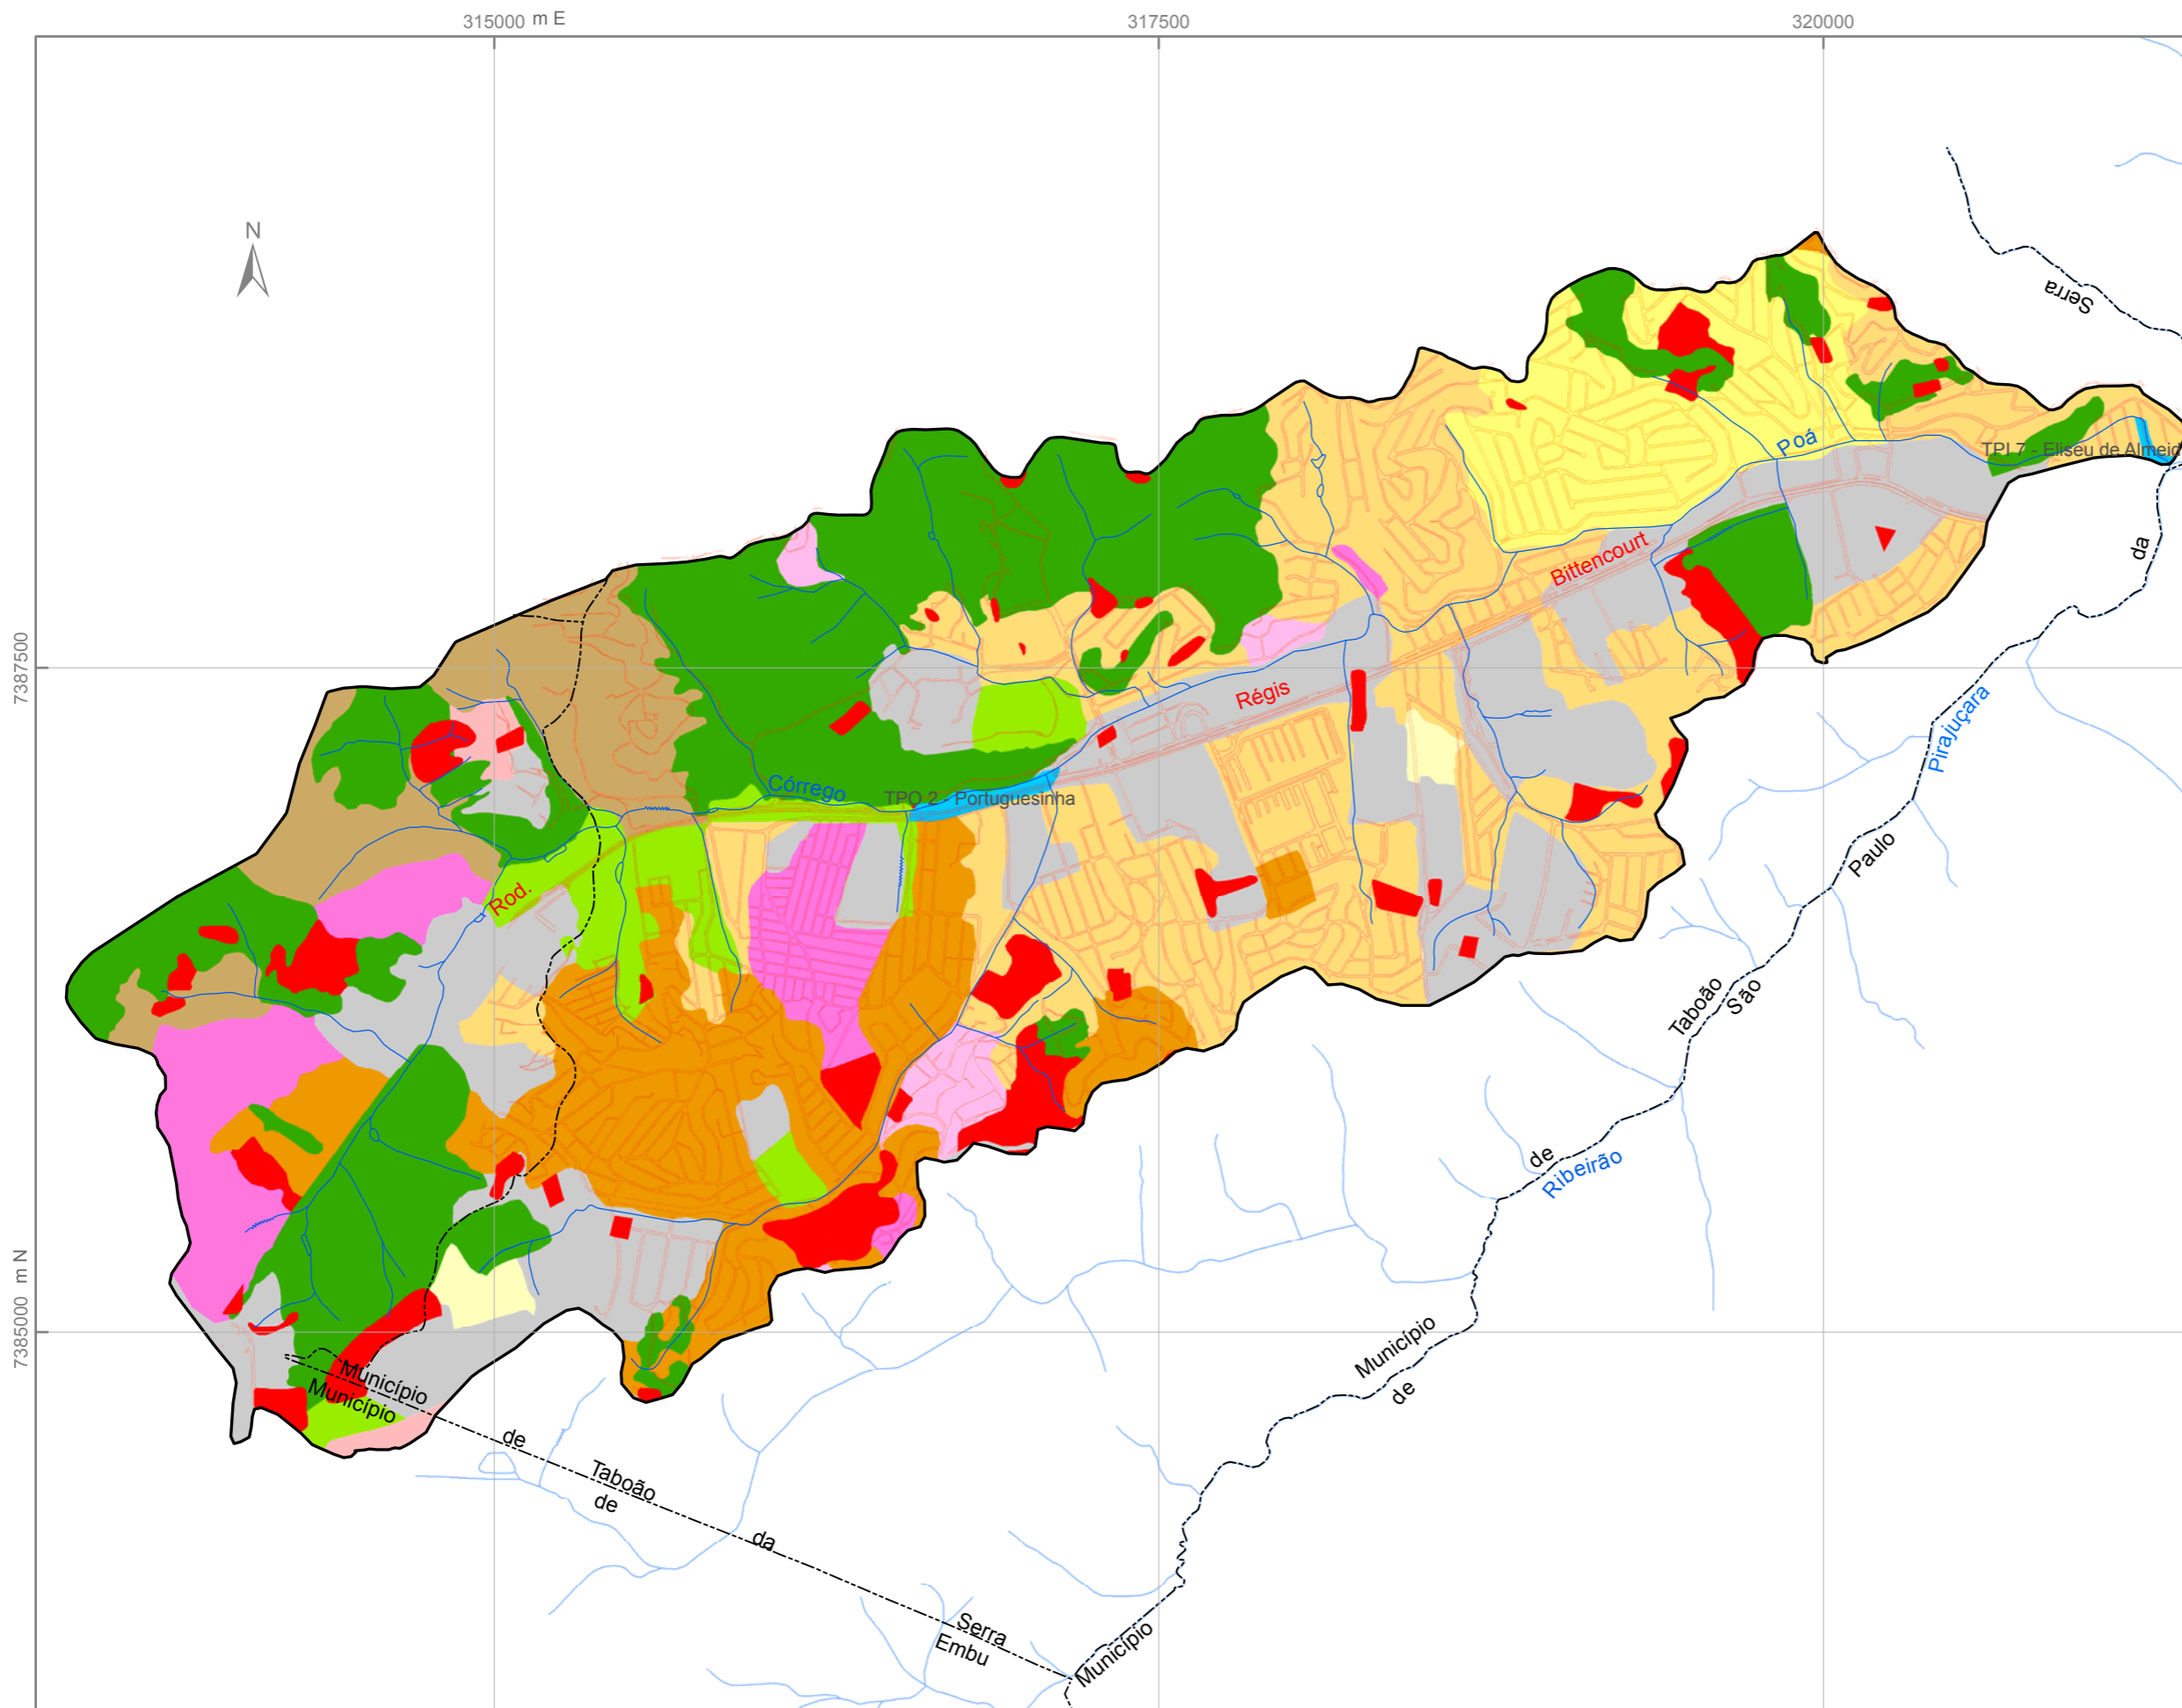 315000 m E
317500
320000
N
Serra
Poá
TPI 7 - Eliseu de Almeid
da
Bittencourt
7387500
Régis
Pirajuçara
Córrego
TPO 2 - Portuguesinha
Paulo
Rod.
Taboão
São
de
Ribeirão
7385000 m N
Município
de
Município
Município
de
Taboão
de
da
Serra
Embu
Município